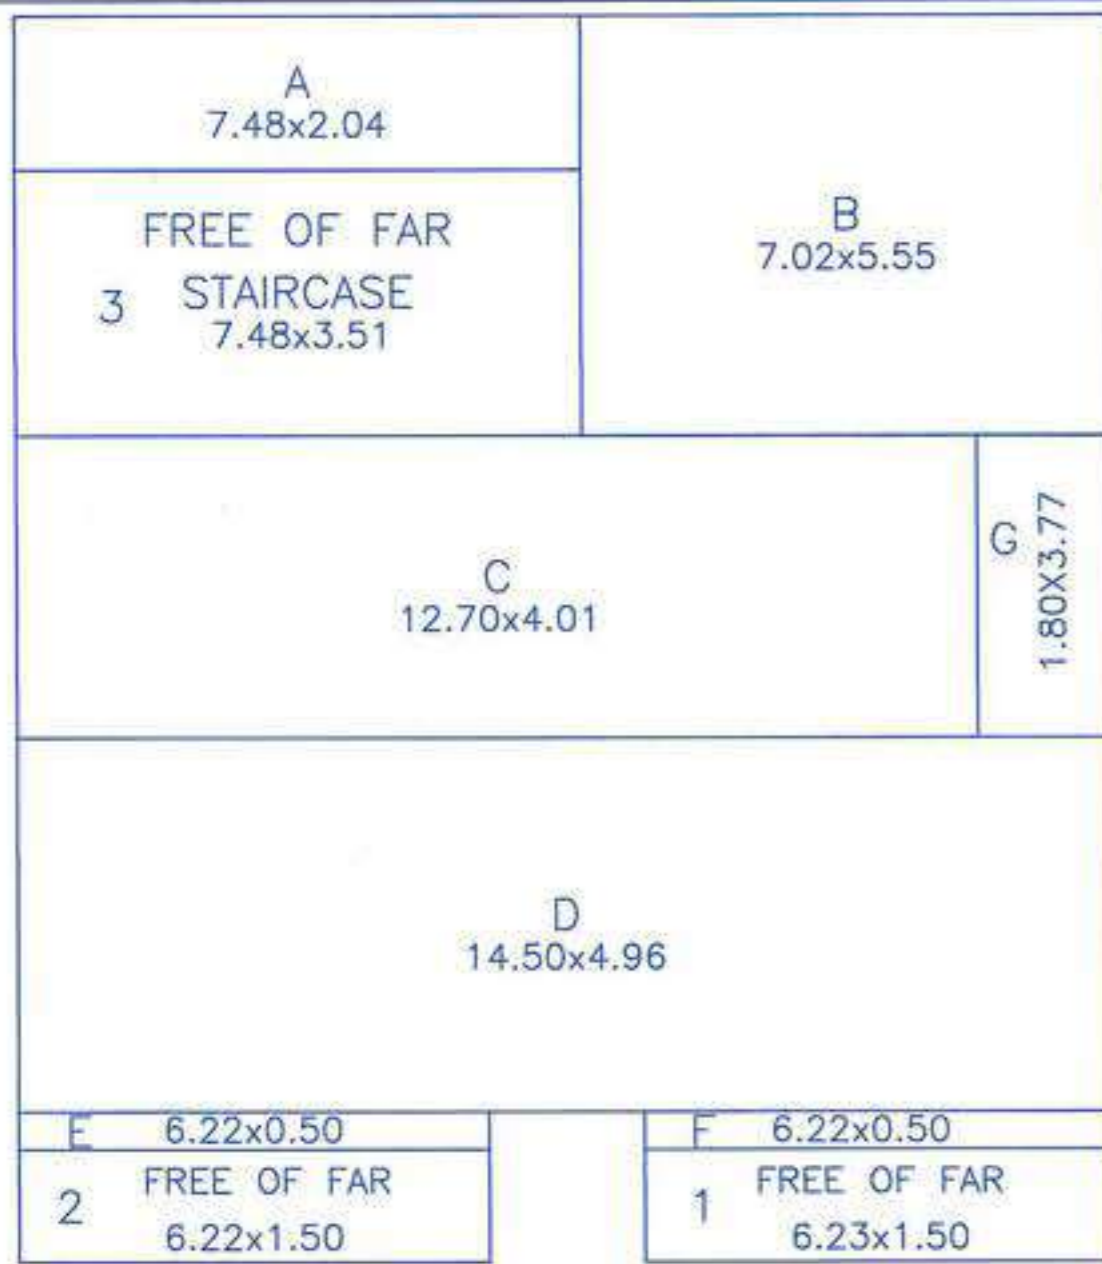 A
7.48x2.04
B
7.02x5.55
FREE OF FAR
3 STAIRCASE
7.48x3.51
C
12.70x4.01
G
1.80X3.77
D
14.50x4.96
E 6.22x0.50
F 6.22x0.50
2 FREE OF FAR
6.22x1.50
1 FREE OF FAR
6.23x1.50